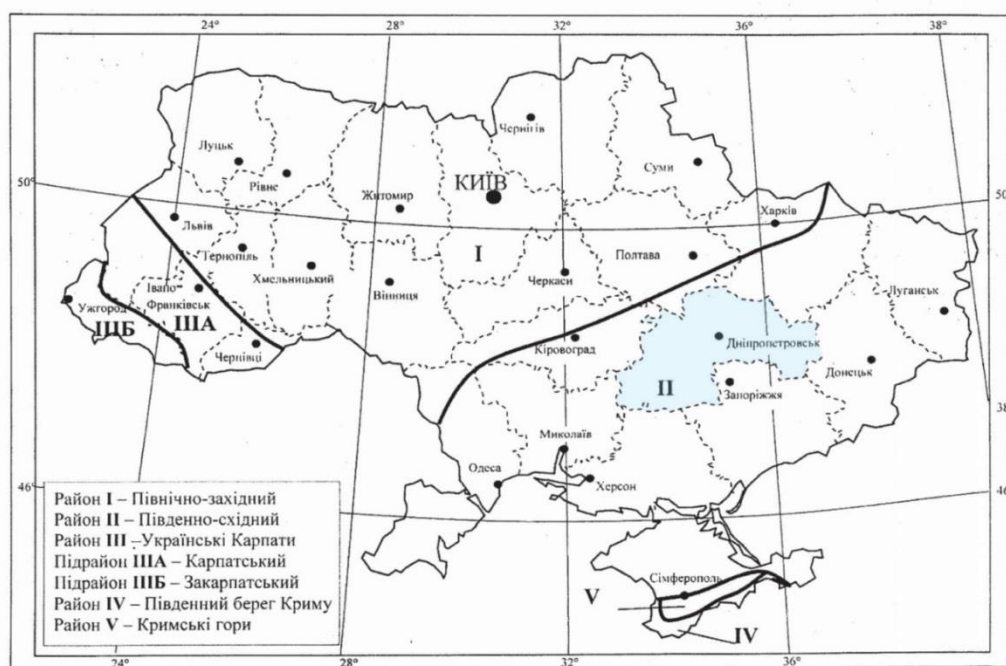 24°
28°
32°
36°
38°
Чернігів
Луцьк
Рівне
Суми
50°
Житомир
КИЇВ
50°
Харків
Львів
Тернопіль
I
Полтава
Хмельницький
Черкаси
Івано-
Франківськ
Вінниця
Луганськ
Ужгород
ІІІБ
ІІІА
Чернівці
Кіровоград
Дніпропетровськ
Донецьк
II
Запоріжжя
38
Миколаїв
Одеса
Херсон
46°
46
Район I – Північно-західний
Район II – Південно-східний
Район III –Українські Карпати
Підрайон IIIА – Карпатський
Підрайон IIIБ – Закарпатський
Район IV – Південний берег Криму
Район V – Кримські гори
Сімферополь
V
IV
24°
28°
32°
36°